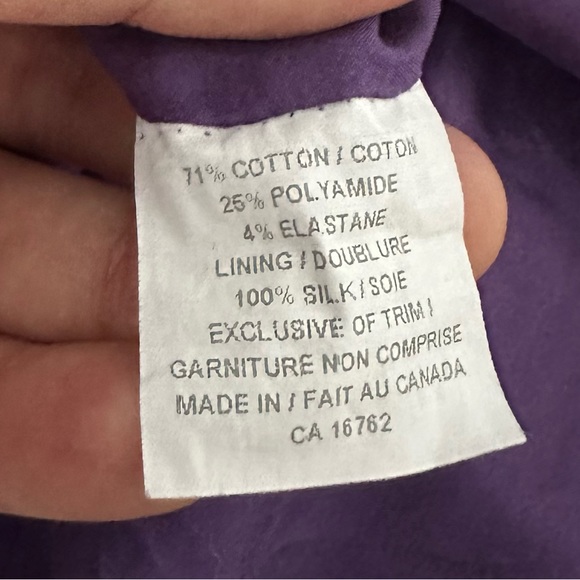 71% COTTON / COTON
25% POLYAMIDE
4% ELASTANE
LINING / DOUBLURE
100% SILK / SOIE
EXCLUSIVE OF TRIM /
GARNITURE NON COMPRISE
MADE IN / FAIT AU CANADA
CA 16762